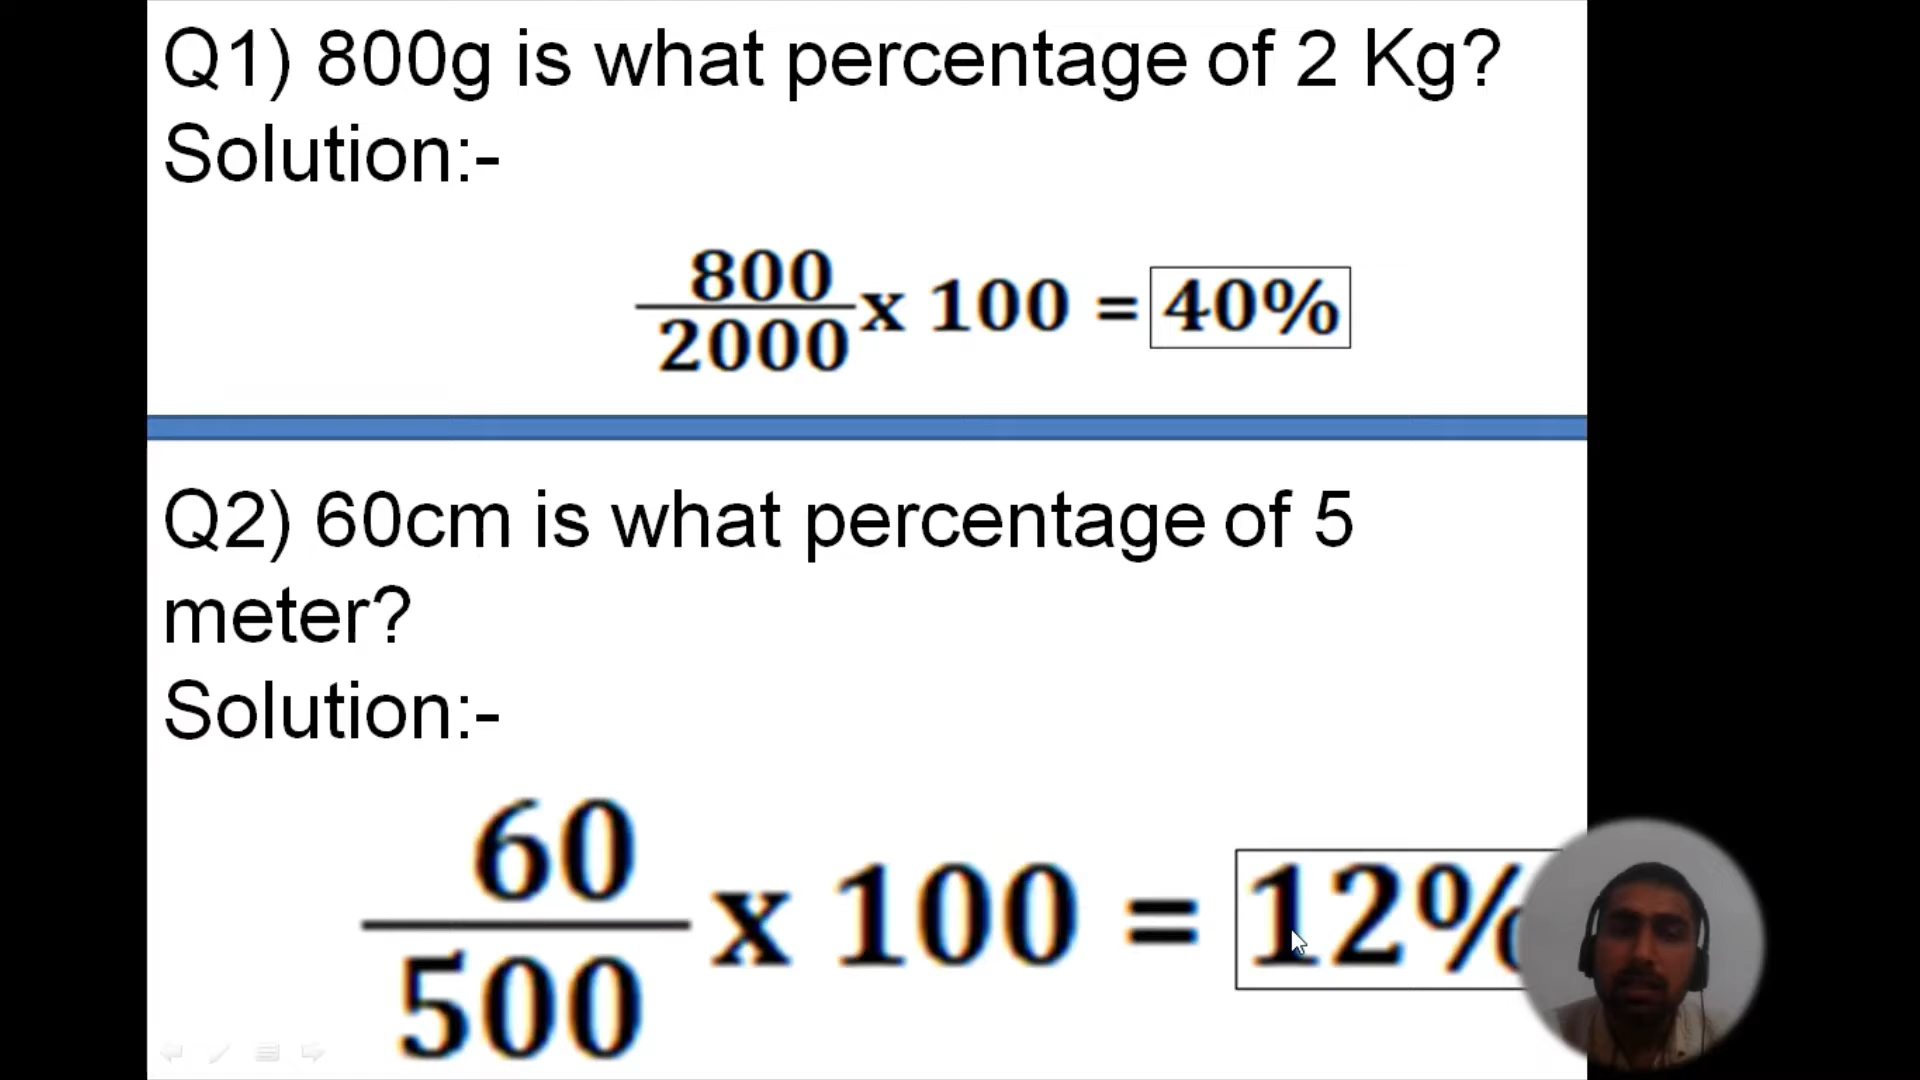 Q1) 800g is what percentage of 2 Kg?
Solution:-
800
2000
x 100 = 40%
Q2) 60cm is what percentage of 5
meter?
Solution:-
60
500
x 100 = 12%